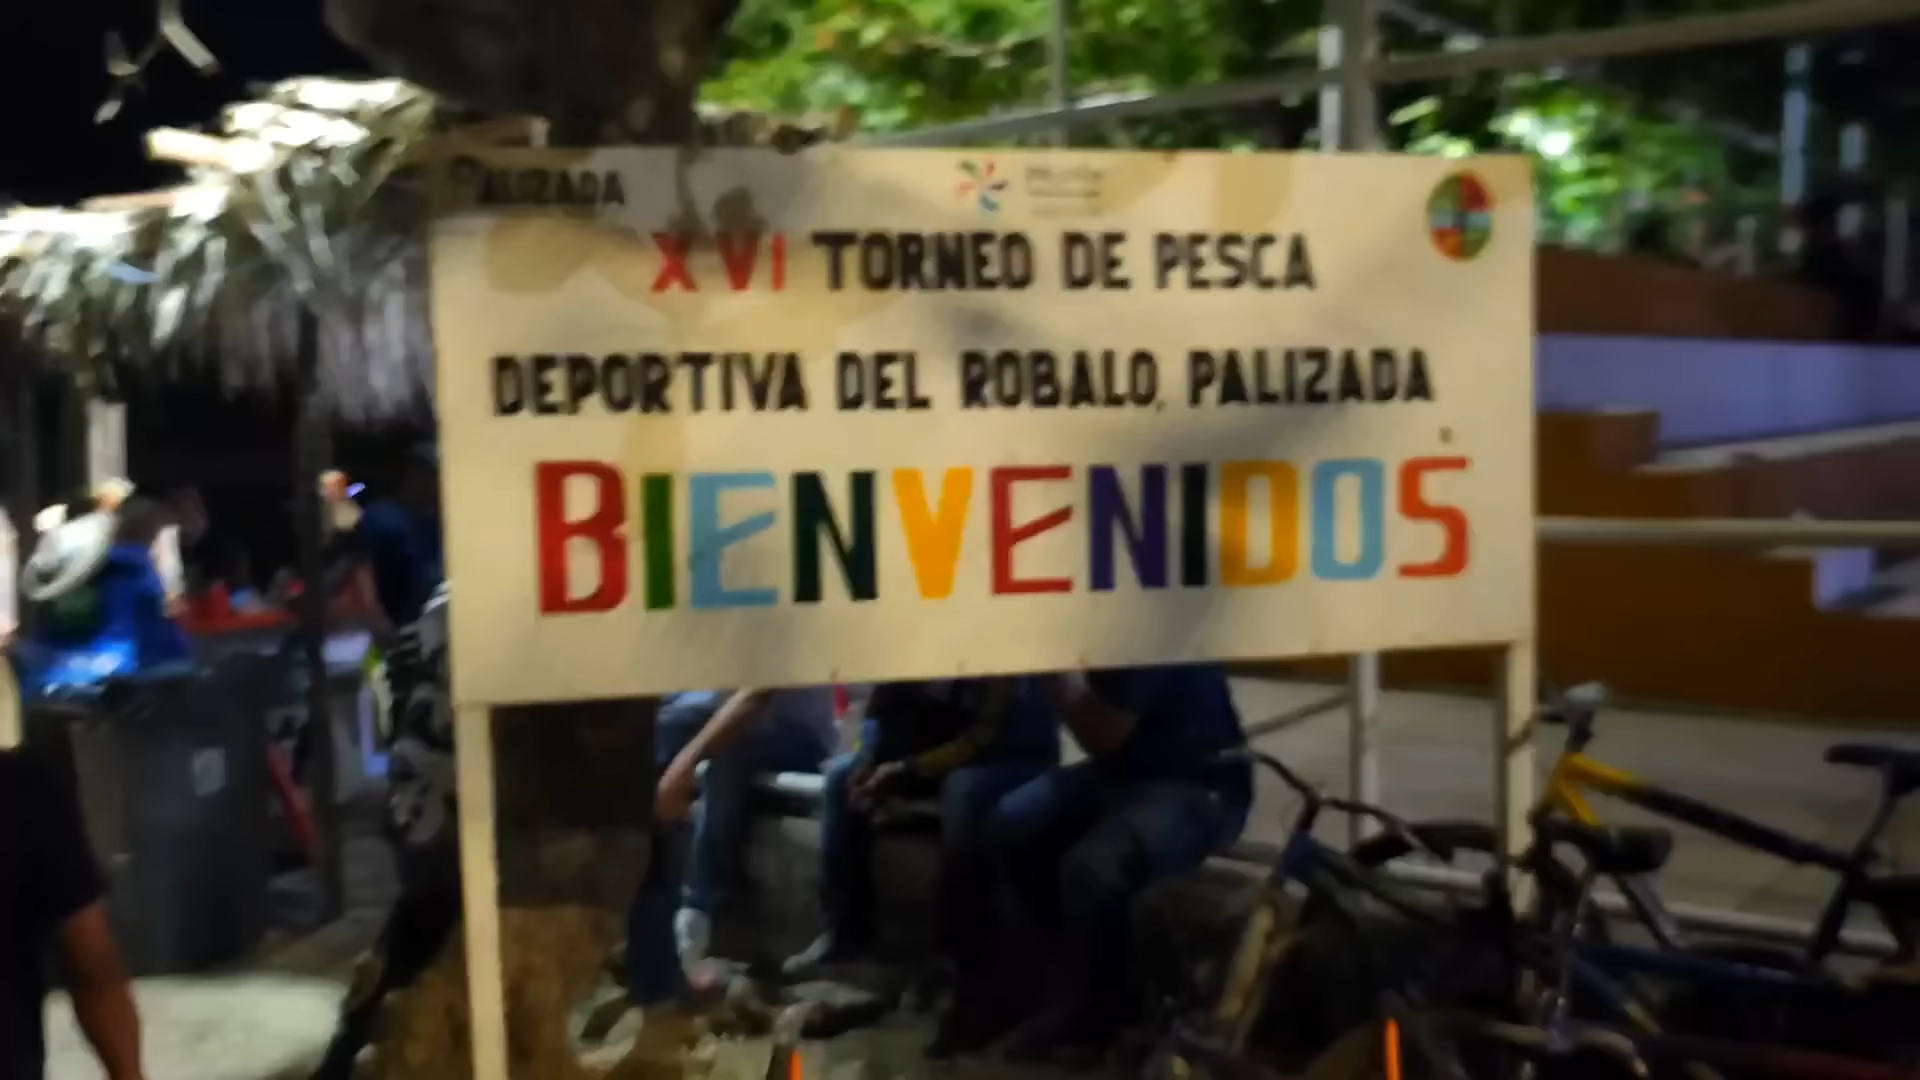 PALIZADA
XVI TORNEO DE PESCA
DEPORTIVA DEL ROBALO, PALIZADA
BIENVENIDOS